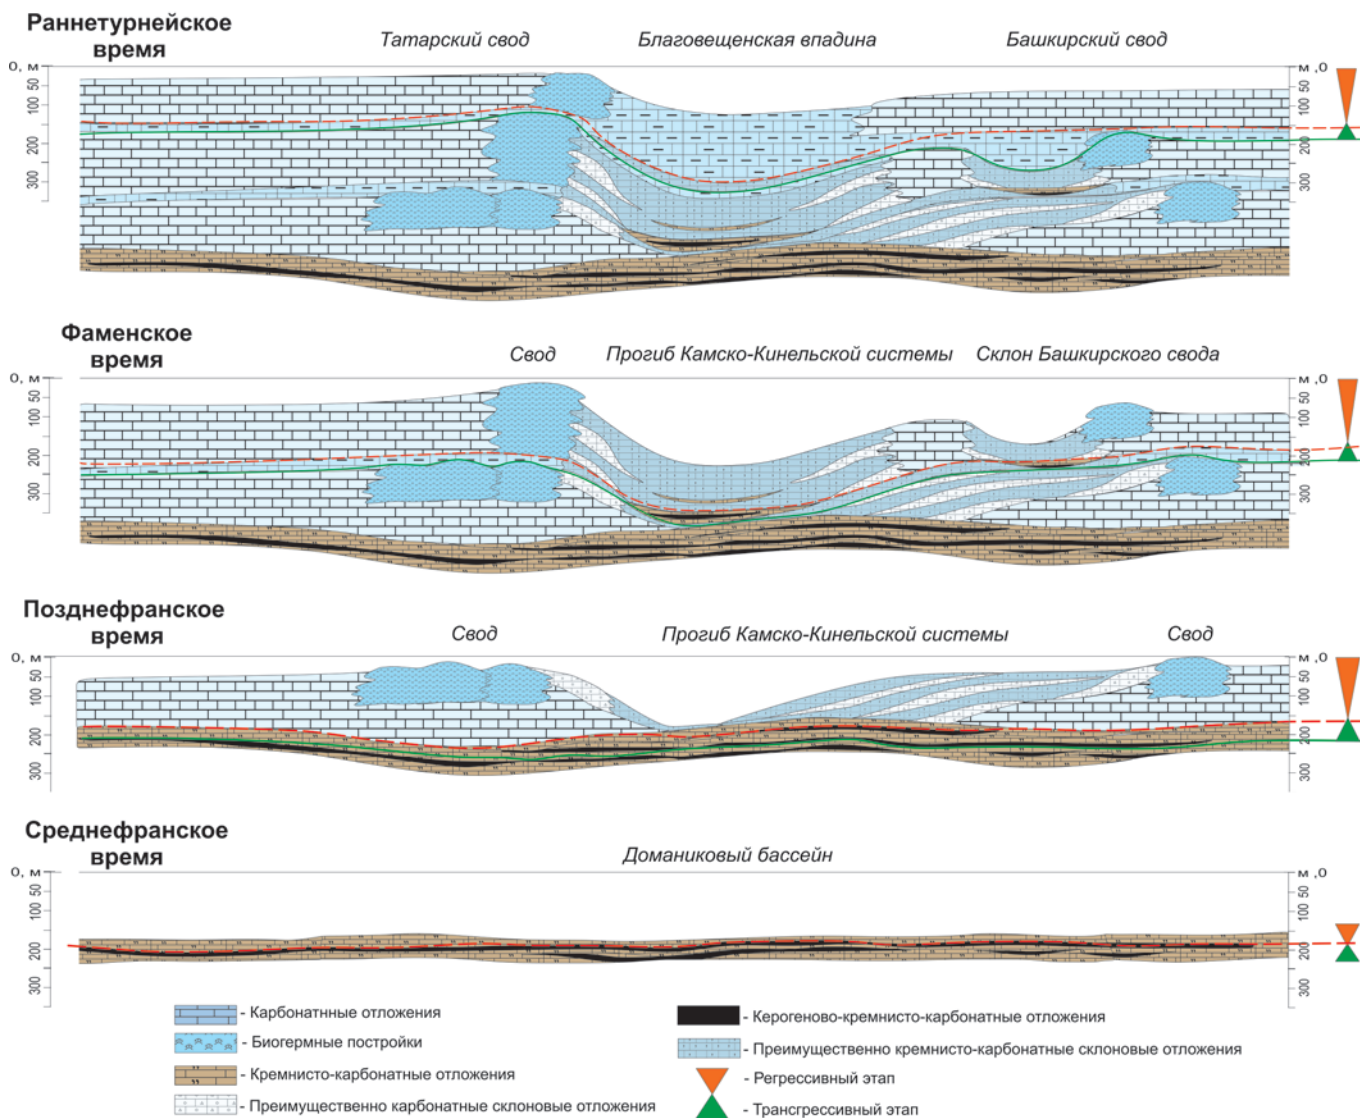 Раннетурнейское
время
Татарский свод
Благовещенская впадина
Башкирский свод
0, м
50
100
200
300
м ,0
50
100
200
300
Фаменское
время
Свод
Прогиб Камско-Кинельской системы
Склон Башкирского свода
0, м
50
100
200
300
м ,0
50
100
200
300
Позднефранское
время
Свод
Прогиб Камско-Кинельской системы
Свод
0, м
50
100
200
300
м ,0
50
100
200
300
Среднефранское
время
Доманиковый бассейн
0, м
50
100
200
300
м ,0
50
100
200
300
- Карбонатнные отложения
- Биогермные постройки
- Кремнисто-карбонатные отложения
- Преимущественно карбонатные склоновые отложения
- Керогеново-кремнисто-карбонатные отложения
- Преимущественно кремнисто-карбонатные склоновые отложения
- Регрессивный этап
- Трансгрессивный этап